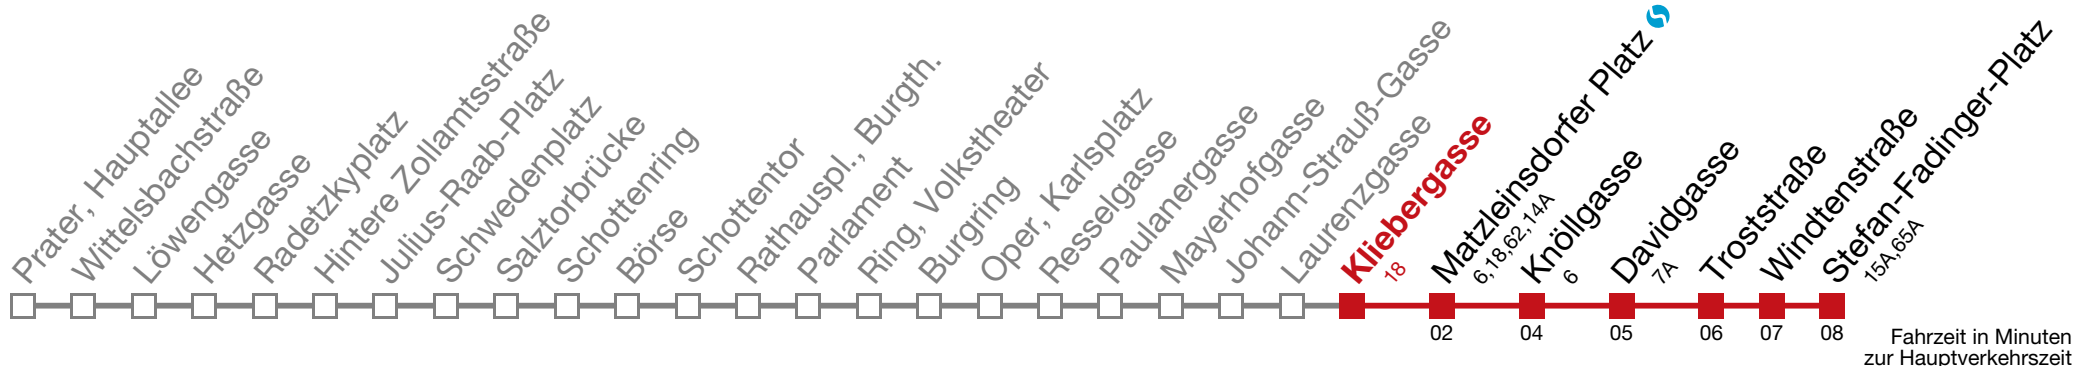 Prater, Hauptallee
Wittelsbachstraße
Löwengasse
Hetzgasse
Radetzkyplatz
Hintere Zollamtsstraße
Julius-Raab-Platz
Schwedenplatz
Salztorbrücke
Schottenring
Börse
Schottentor
Rathauspl., Burgth.
Parlament
Ring, Volkstheater
Burgring
Oper, Karlsplatz
Resselgasse
Paulanergasse
Mayerhofgasse
Johann-Strauß-Gasse
Laurenzgasse
Kliebergasse
18
Matzleinsdorfer Platz
6,18,62,14A
Knöllgasse
6
Davidgasse
7A
Troststraße
Windtenstraße
Stefan-Fadinger-Platz
15A,65A
02
04
05
06
07
08
Fahrzeit in Minuten
zur Hauptverkehrszeit